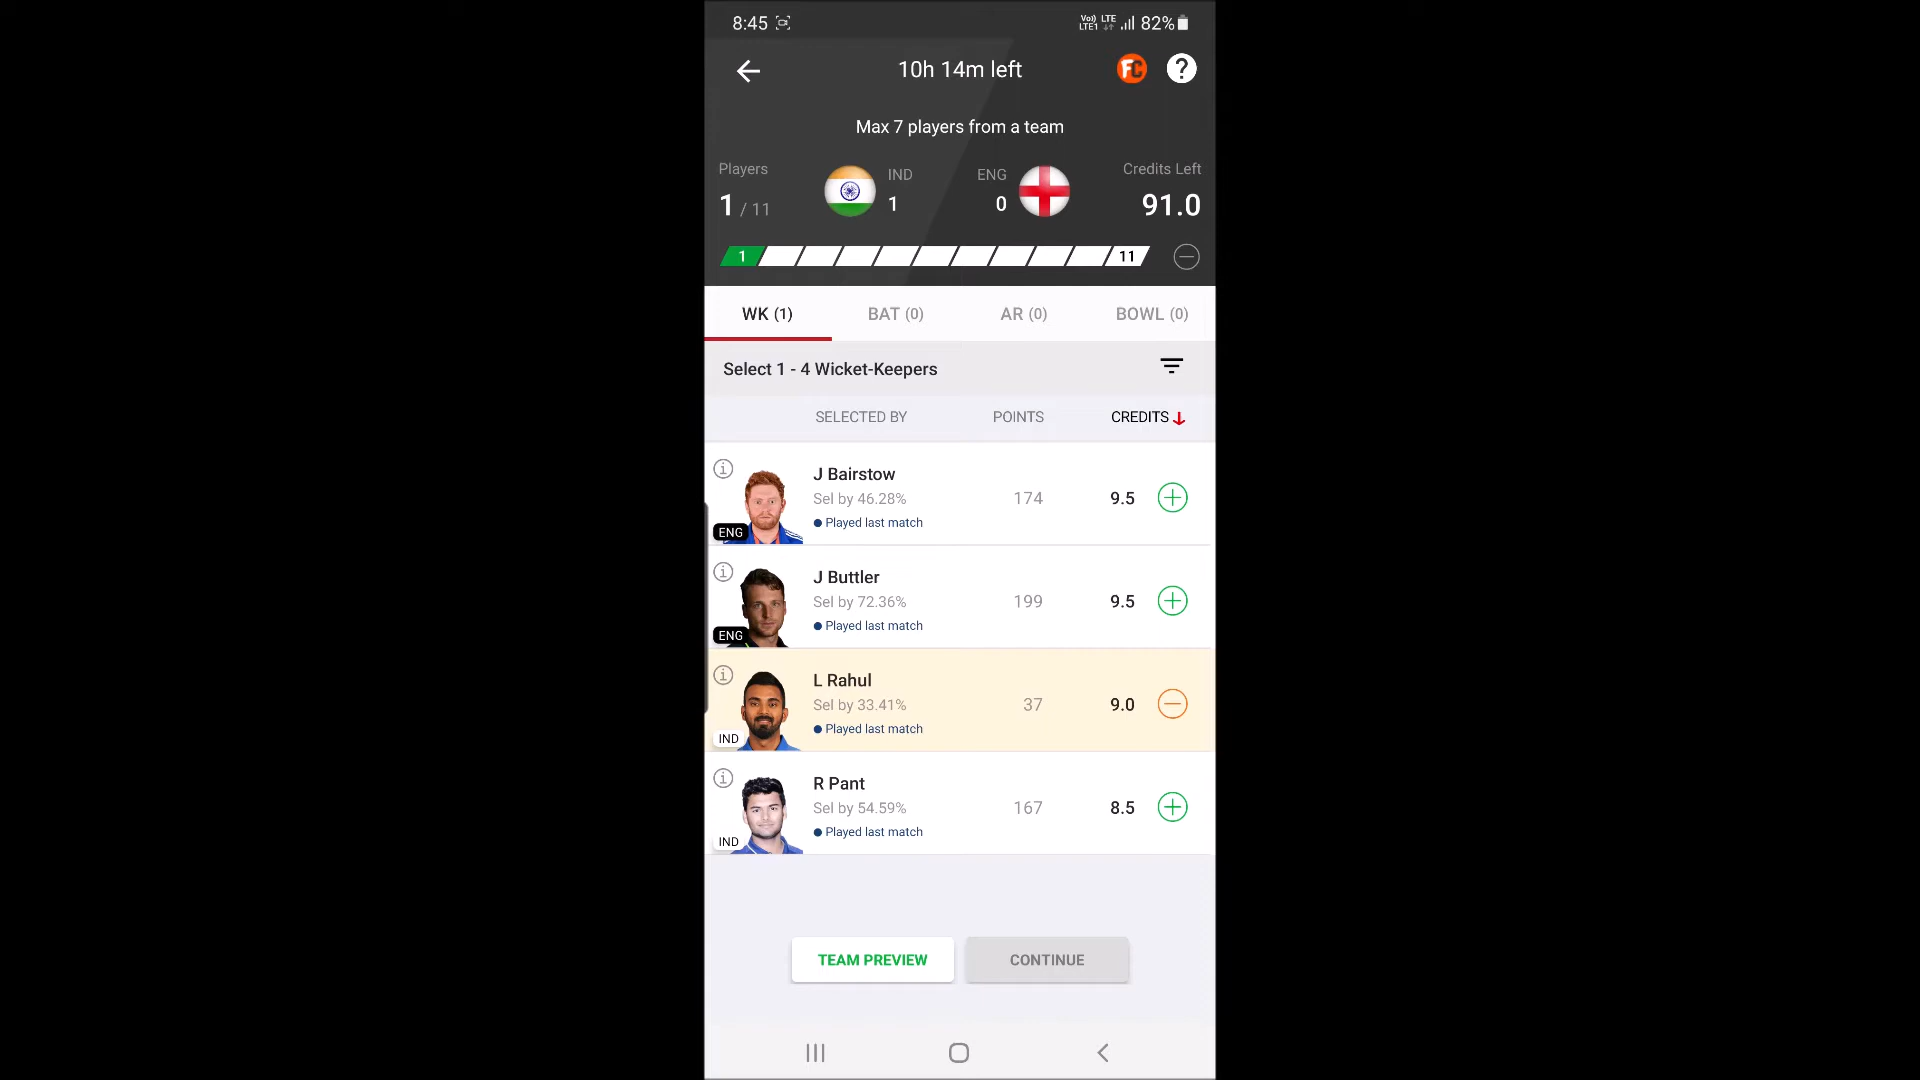 8:45 Vo)) LTE1 LTE 82%
10h 14m left FC ?
Max 7 players from a team
Players IND ENG Credits Left
1 / 11 1 0 91.0
1 11
WK (1) BAT (0) AR (0) BOWL (0)
Select 1 - 4 Wicket-Keepers
SELECTED BY POINTS CREDITS
J Bairstow
Sel by 46.28% 174 9.5
Played last match
ENG
J Buttler
Sel by 72.36% 199 9.5
Played last match
ENG
L Rahul
Sel by 33.41% 37 9.0
Played last match
IND
R Pant
Sel by 54.59% 167 8.5
Played last match
IND
TEAM PREVIEW CONTINUE